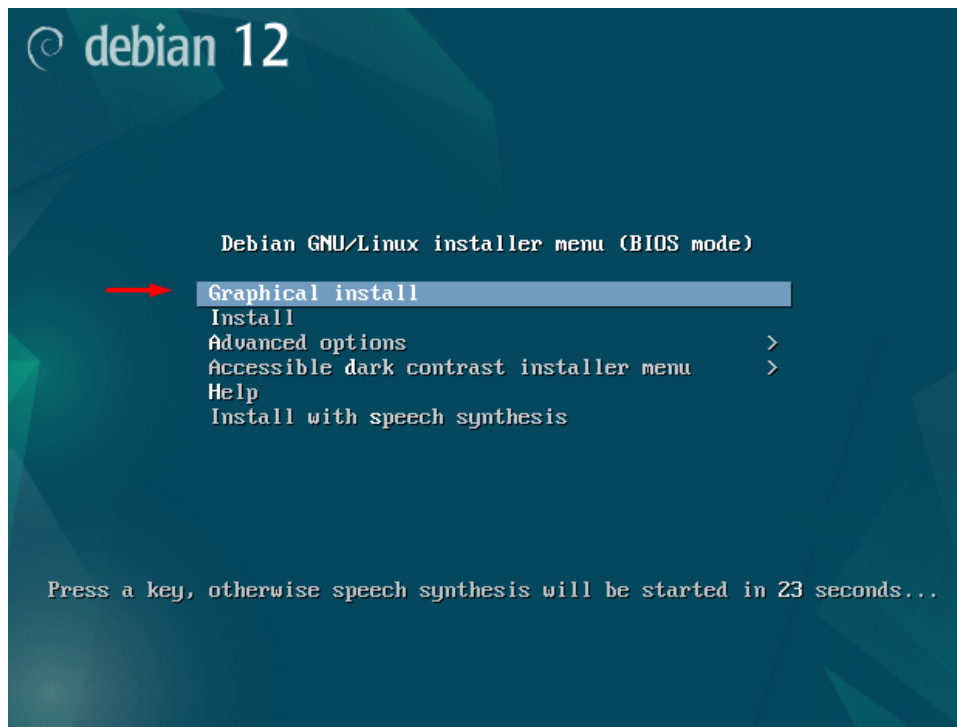 debian 12
Debian GNU/Linux installer menu (BIOS mode)
Graphical install
Install
Advanced options >
Accessible dark contrast installer menu >
Help
Install with speech synthesis
Press a key, otherwise speech synthesis will be started in 23 seconds...